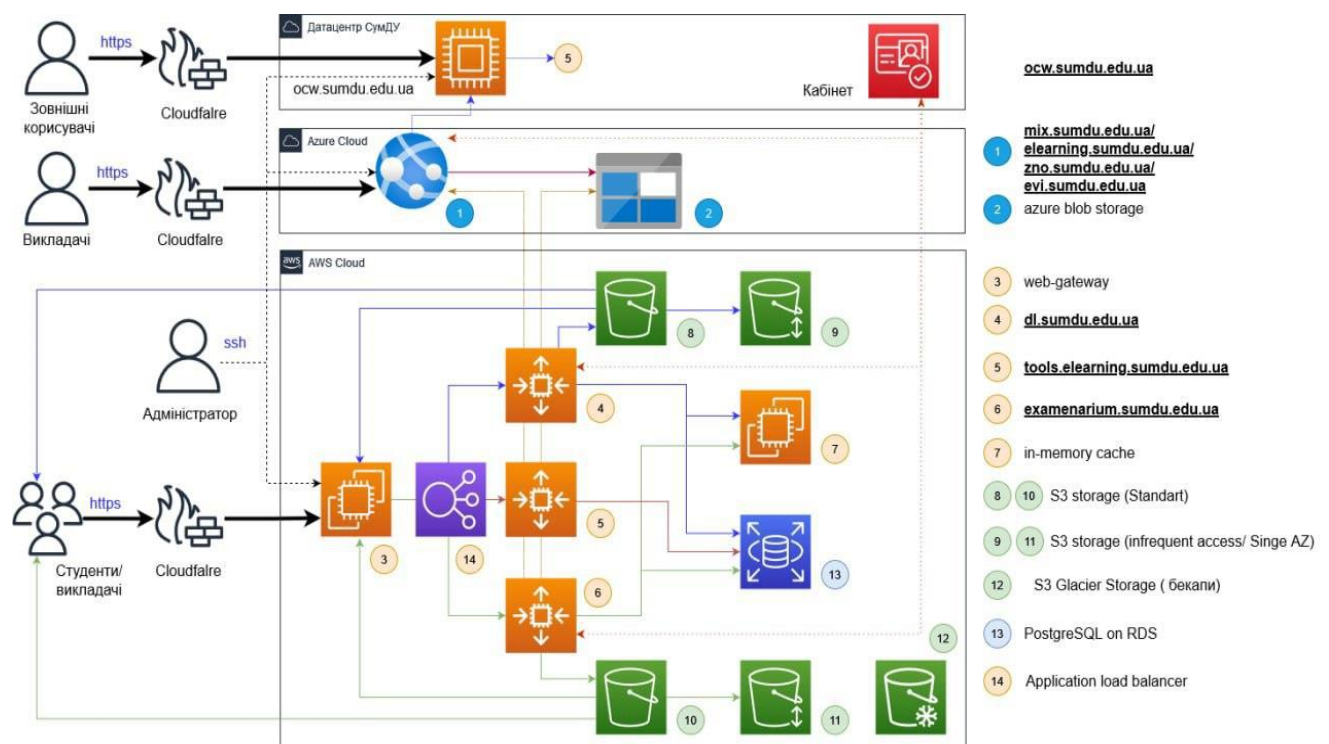 Датацентр СумДУ
https
ocw.sumdu.edu.ua
5
Кабінет
Зовнішні
корисувачі
Cloudfalre
Azure Cloud
https
1
2
Викладачі
Cloudfalre
aws
AWS Cloud
8
9
ssh
Адміністратор
4
7
https
3
14
5
13
Студенти/
викладачі
Cloudfalre
6
12
10
11
ocw.sumdu.edu.ua
1
mix.sumdu.edu.ua/
elearning.sumdu.edu.ua/
zno.sumdu.edu.ua/
evi.sumdu.edu.ua
2 azure blob storage
3 web-gateway
4 dl.sumdu.edu.ua
5 tools.elearning.sumdu.edu.ua
6 examenarium.sumdu.edu.ua
7 in-memory cache
8 10 S3 storage (Standart)
9 11 S3 storage (infrequent access/ Singe AZ)
12 S3 Glacier Storage ( бекапи)
13 PostgreSQL on RDS
14 Application load balancer